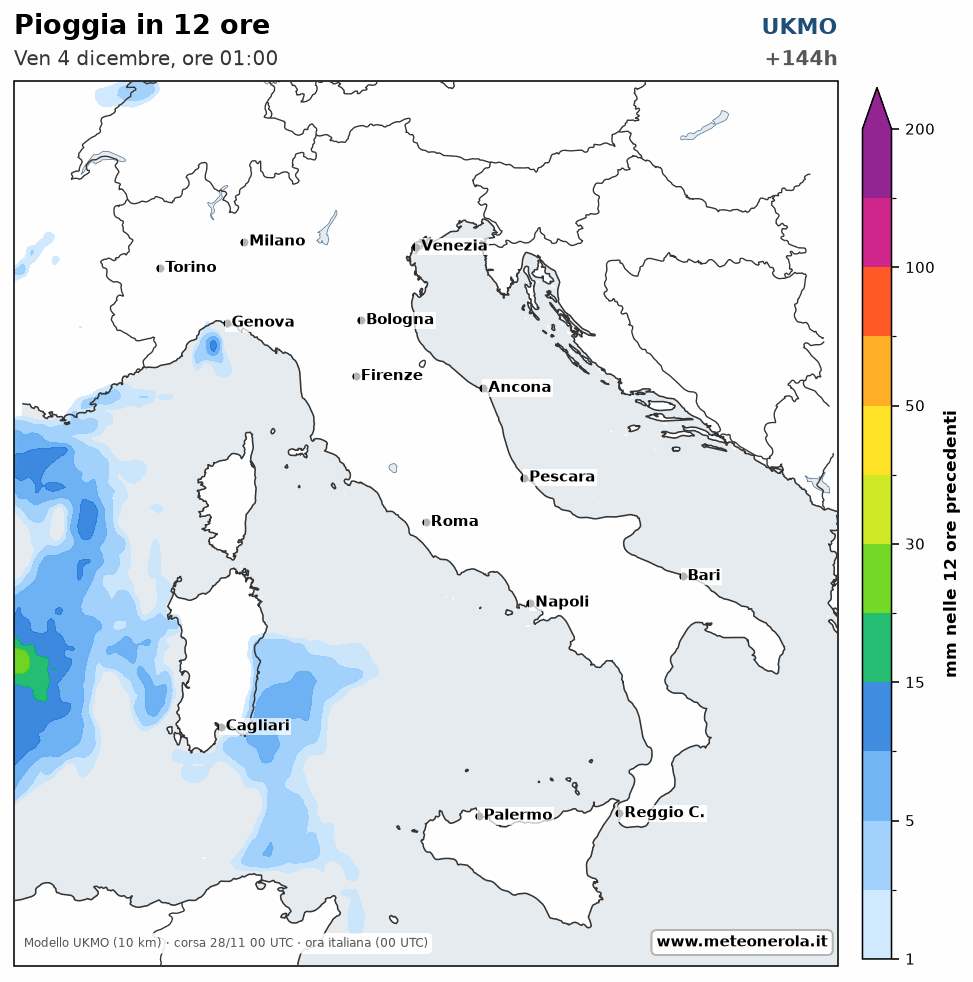 Pioggia in 12 ore
UKMO
Ven 4 dicembre, ore 01:00
+144h
200
Milano
Venezia
Torino
100
Genova
Bologna
Firenze
Ancona
50
Pescara
Roma
30
Bari
Napoli
15
Cagliari
Palermo
Reggio C.
5
mm nelle 12 ore precedenti
Modello UKMO (10 km) · corsa 28/11 00 UTC · ora italiana (00 UTC)
www.meteonerola.it
1